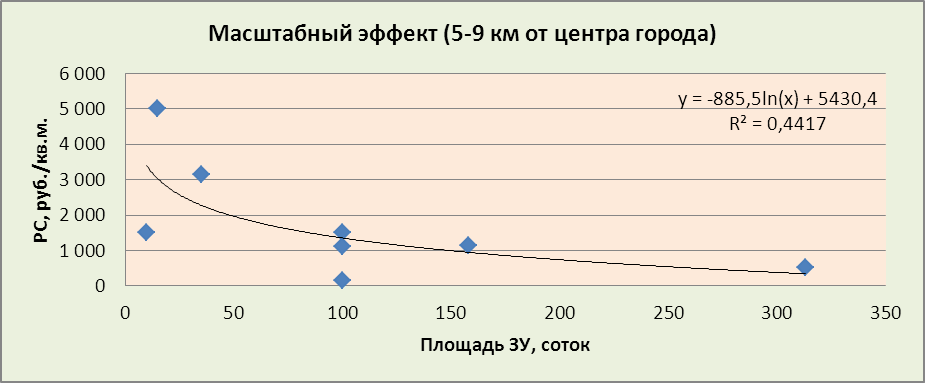 Масштабный эффект (5-9 км от центра города)
y = -885,5ln(x) + 5430,4
R² = 0,4417
РС, руб./кв.м.
6 000
5 000
4 000
3 000
2 000
1 000
0
0 50 100 150 200 250 300 350
Площадь ЗУ, соток